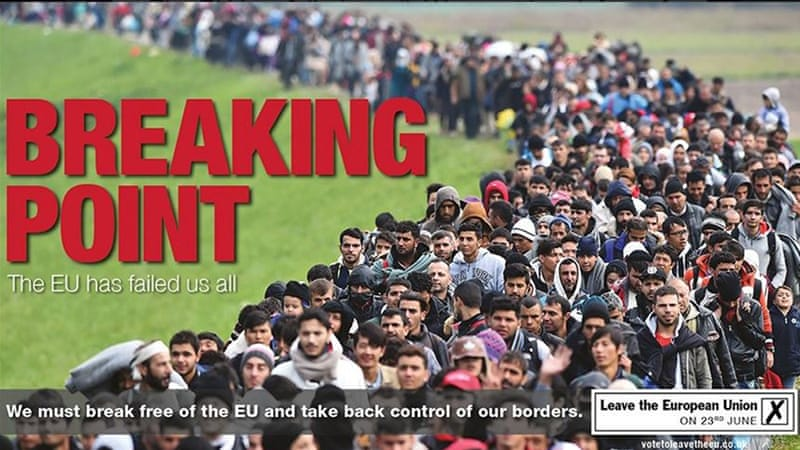 BREAKING
POINT
The EU has failed us all
We must break free of the EU and take back control of our borders.
Leave the European Union X
ON 23RD JUNE
votetoleavetheeu.co.uk